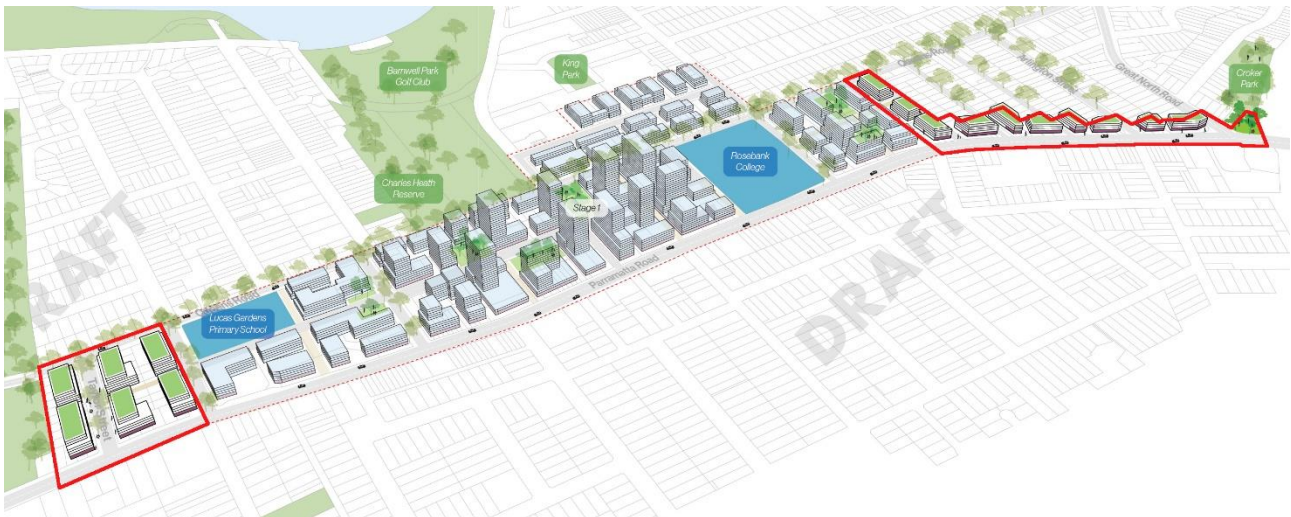 Barnwell Park
Golf Club
King
Park
Great North Road
Croker
Park
Charles Heath
Reserve
Rosebank
College
Stage 1
Parramatta Road
DRAFT
Lucas Gardens
Primary School
Street